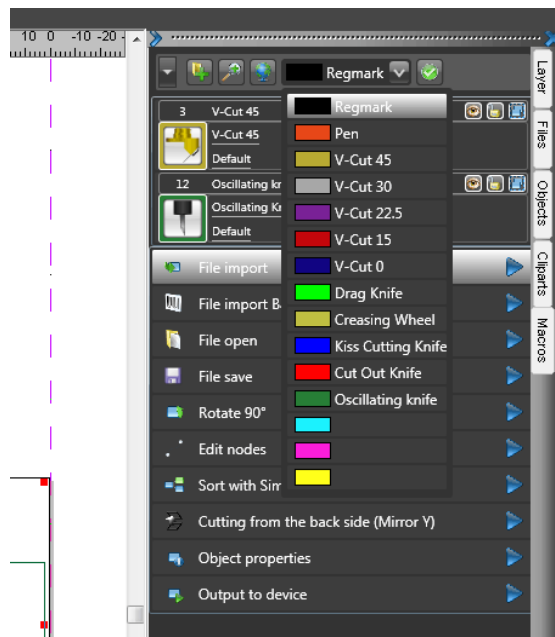 10 0 -10 -20 -
Regmark
Layer
Files
Objects
Cliparts
Macros
3 V-Cut 45
V-Cut 45
Default
12 Oscillating kn
Oscillating Kn
Default
Regmark
Pen
V-Cut 45
V-Cut 30
V-Cut 22.5
V-Cut 15
V-Cut 0
Drag Knife
Creasing Wheel
Kiss Cutting Knife
Cut Out Knife
Oscillating knife
File import
File import B
File open
File save
Rotate 90°
Edit nodes
Sort with Sim
Cutting from the back side (Mirror Y)
Object properties
Output to device